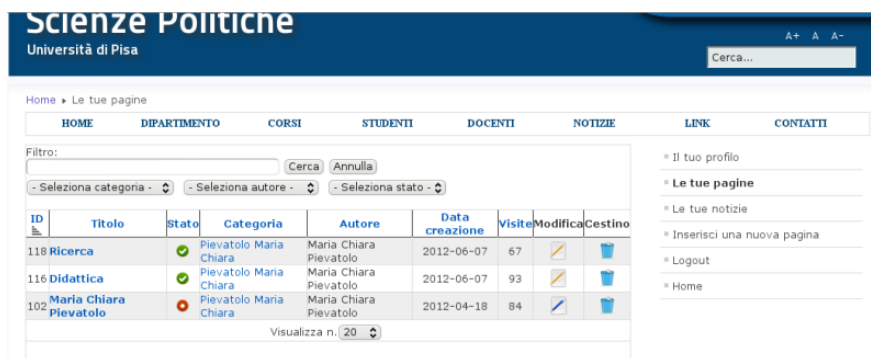 Scienze Politiche
Università di Pisa
A+ A A-
Cerca...
Home ▸ Le tue pagine
HOME DIPARTIMENTO CORSI STUDENTI DOCENTI NOTIZIE LINK CONTATTI
Filtro:
Cerca Annulla
- Seleziona categoria - - Seleziona autore - - Seleziona stato -
ID Titolo Stato Categoria Autore Data creazione Visite Modifica Cestino
118 Ricerca Pievatolo Maria Chiara Maria Chiara Pievatolo 2012-06-07 67
116 Didattica Pievatolo Maria Chiara Maria Chiara Pievatolo 2012-06-07 93
102 Maria Chiara Pievatolo Pievatolo Maria Chiara Maria Chiara Pievatolo 2012-04-18 84
Visualizza n. 20
Il tuo profilo
Le tue pagine
Le tue notizie
Inserisci una nuova pagina
Logout
Home